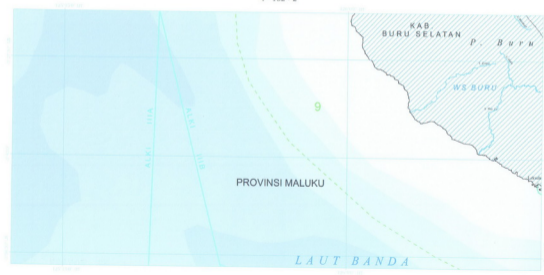 KAB.
BURU SELATAN
P. Buru
WS BURU
9
ALKI IIIA
ALKI IIIB
PROVINSI MALUKU
LAUT BANDA